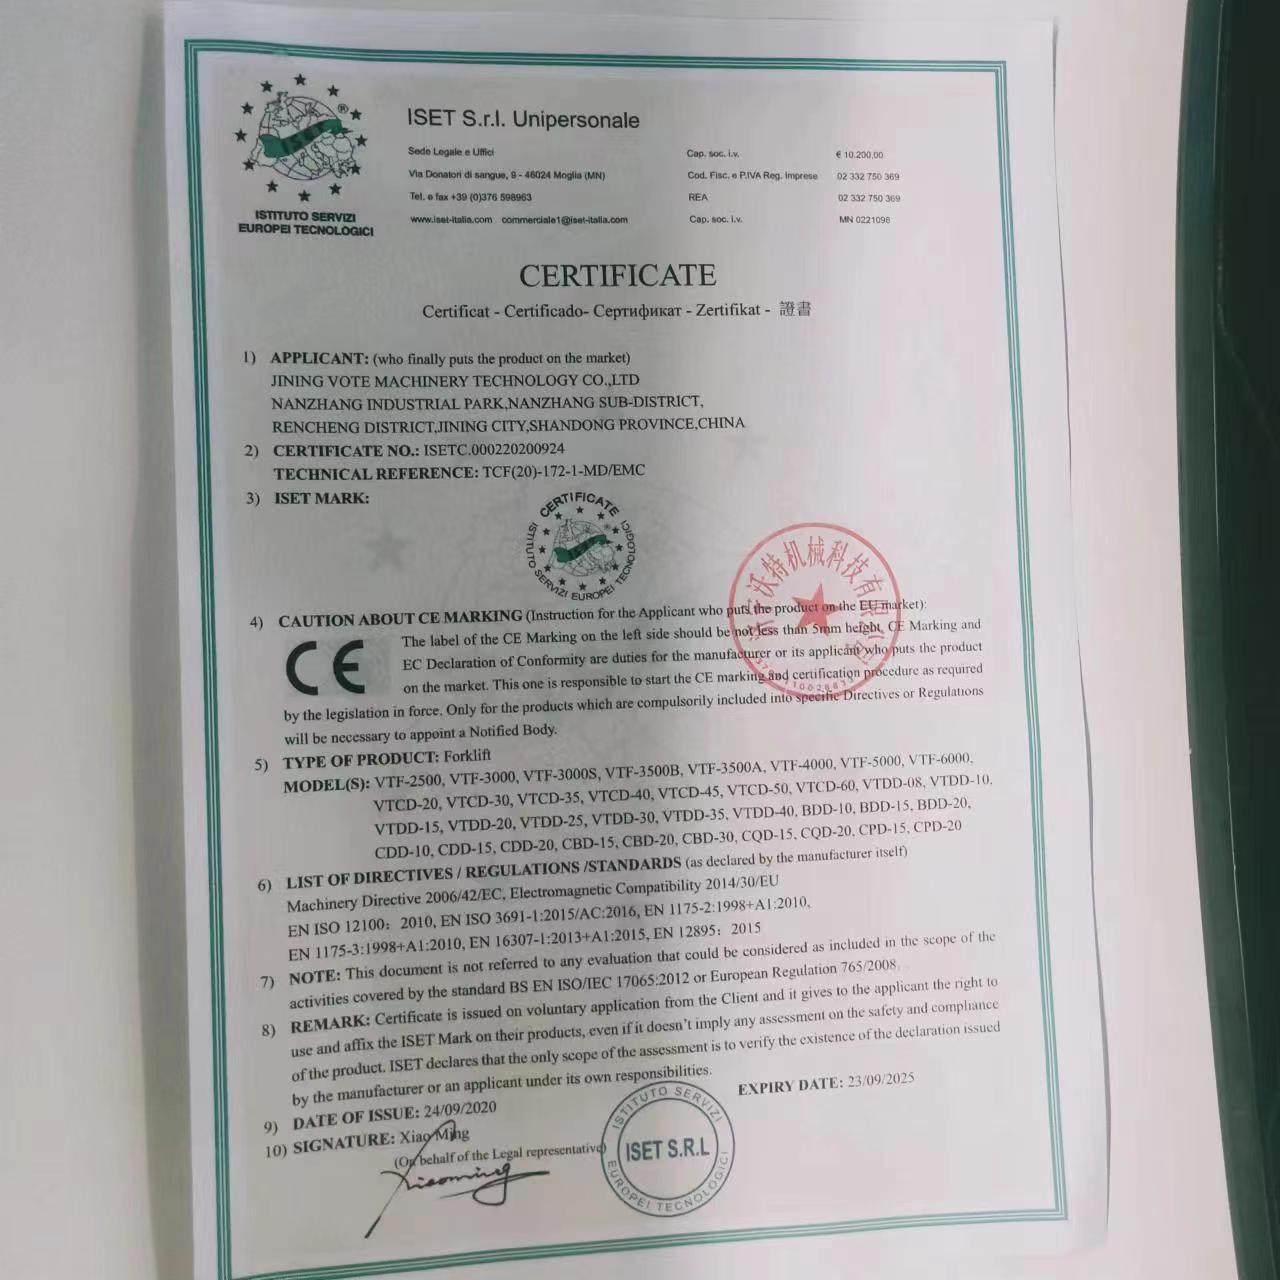 ISET S.r.l. Unipersonale
Sede Legale e Uffici
Via Donatori di sangue, 9 - 46024 Moglia (MN)
Tel. e fax +39 (0)376 598963
www.iset-italia.com commerciale1@iset-italia.com
Cap. soc. i.v. € 10.200,00
Cod. Fisc. e P.IVA Reg. Imprese 02 332 750 369
REA 02 332 750 369
Cap. soc. i.v. MN 0221098
ISTITUTO SERVIZI
EUROPEI TECNOLOGICI
CERTIFICATE
Certificat - Certificado- Сертификат - Zertifikat - 證書
1) APPLICANT: (who finally puts the product on the market)
JINING VOTE MACHINERY TECHNOLOGY CO.,LTD
NANZHANG INDUSTRIAL PARK,NANZHANG SUB-DISTRICT,
RENCHENG DISTRICT,JINING CITY,SHANDONG PROVINCE,CHINA
2) CERTIFICATE NO.: ISETC.000220200924
TECHNICAL REFERENCE: TCF(20)-172-1-MD/EMC
3) ISET MARK:
CERTIFICATE
ISTITUTO SERVIZI EUROPEI TECNOLOGICI
沃特机械科技有限公司
4) CAUTION ABOUT CE MARKING (Instruction for the Applicant who puts the product on the EU market):
CE
The label of the CE Marking on the left side should be not less than 5mm height. CE Marking and
EC Declaration of Conformity are duties for the manufacturer or its applicant who puts the product
on the market. This one is responsible to start the CE marking and certification procedure as required
by the legislation in force. Only for the products which are compulsorily included into specific Directives or Regulations
will be necessary to appoint a Notified Body.
5) TYPE OF PRODUCT: Forklift
MODEL(S): VTF-2500, VTF-3000, VTF-3000S, VTF-3500B, VTF-3500A, VTF-4000, VTF-5000, VTF-6000,
VTCD-20, VTCD-30, VTCD-35, VTCD-40, VTCD-45, VTCD-50, VTCD-60, VTDD-08, VTDD-10,
VTDD-15, VTDD-20, VTDD-25, VTDD-30, VTDD-35, VTDD-40, BDD-10, BDD-15, BDD-20,
CDD-10, CDD-15, CDD-20, CBD-15, CBD-20, CBD-30, CQD-15, CQD-20, CPD-15, CPD-20
6) LIST OF DIRECTIVES / REGULATIONS /STANDARDS (as declared by the manufacturer itself)
Machinery Directive 2006/42/EC, Electromagnetic Compatibility 2014/30/EU
EN ISO 12100：2010, EN ISO 3691-1:2015/AC:2016, EN 1175-2:1998+A1:2010,
EN 1175-3:1998+A1:2010, EN 16307-1:2013+A1:2015, EN 12895：2015
7) NOTE: This document is not referred to any evaluation that could be considered as included in the scope of the
activities covered by the standard BS EN ISO/IEC 17065:2012 or European Regulation 765/2008.
8) REMARK: Certificate is issued on voluntary application from the Client and it gives to the applicant the right to
use and affix the ISET Mark on their products, even if it doesn't imply any assessment on the safety and compliance
of the product. ISET declares that the only scope of the assessment is to verify the existence of the declaration issued
by the manufacturer or an applicant under its own responsibilities.
9) DATE OF ISSUE: 24/09/2020
EXPIRY DATE: 23/09/2025
10) SIGNATURE: Xiao Ming
(On behalf of the Legal representative)
Xiaoming
ISTITUTO SERVIZI
ISET S.R.L
EUROPEI TECNOLOGICI